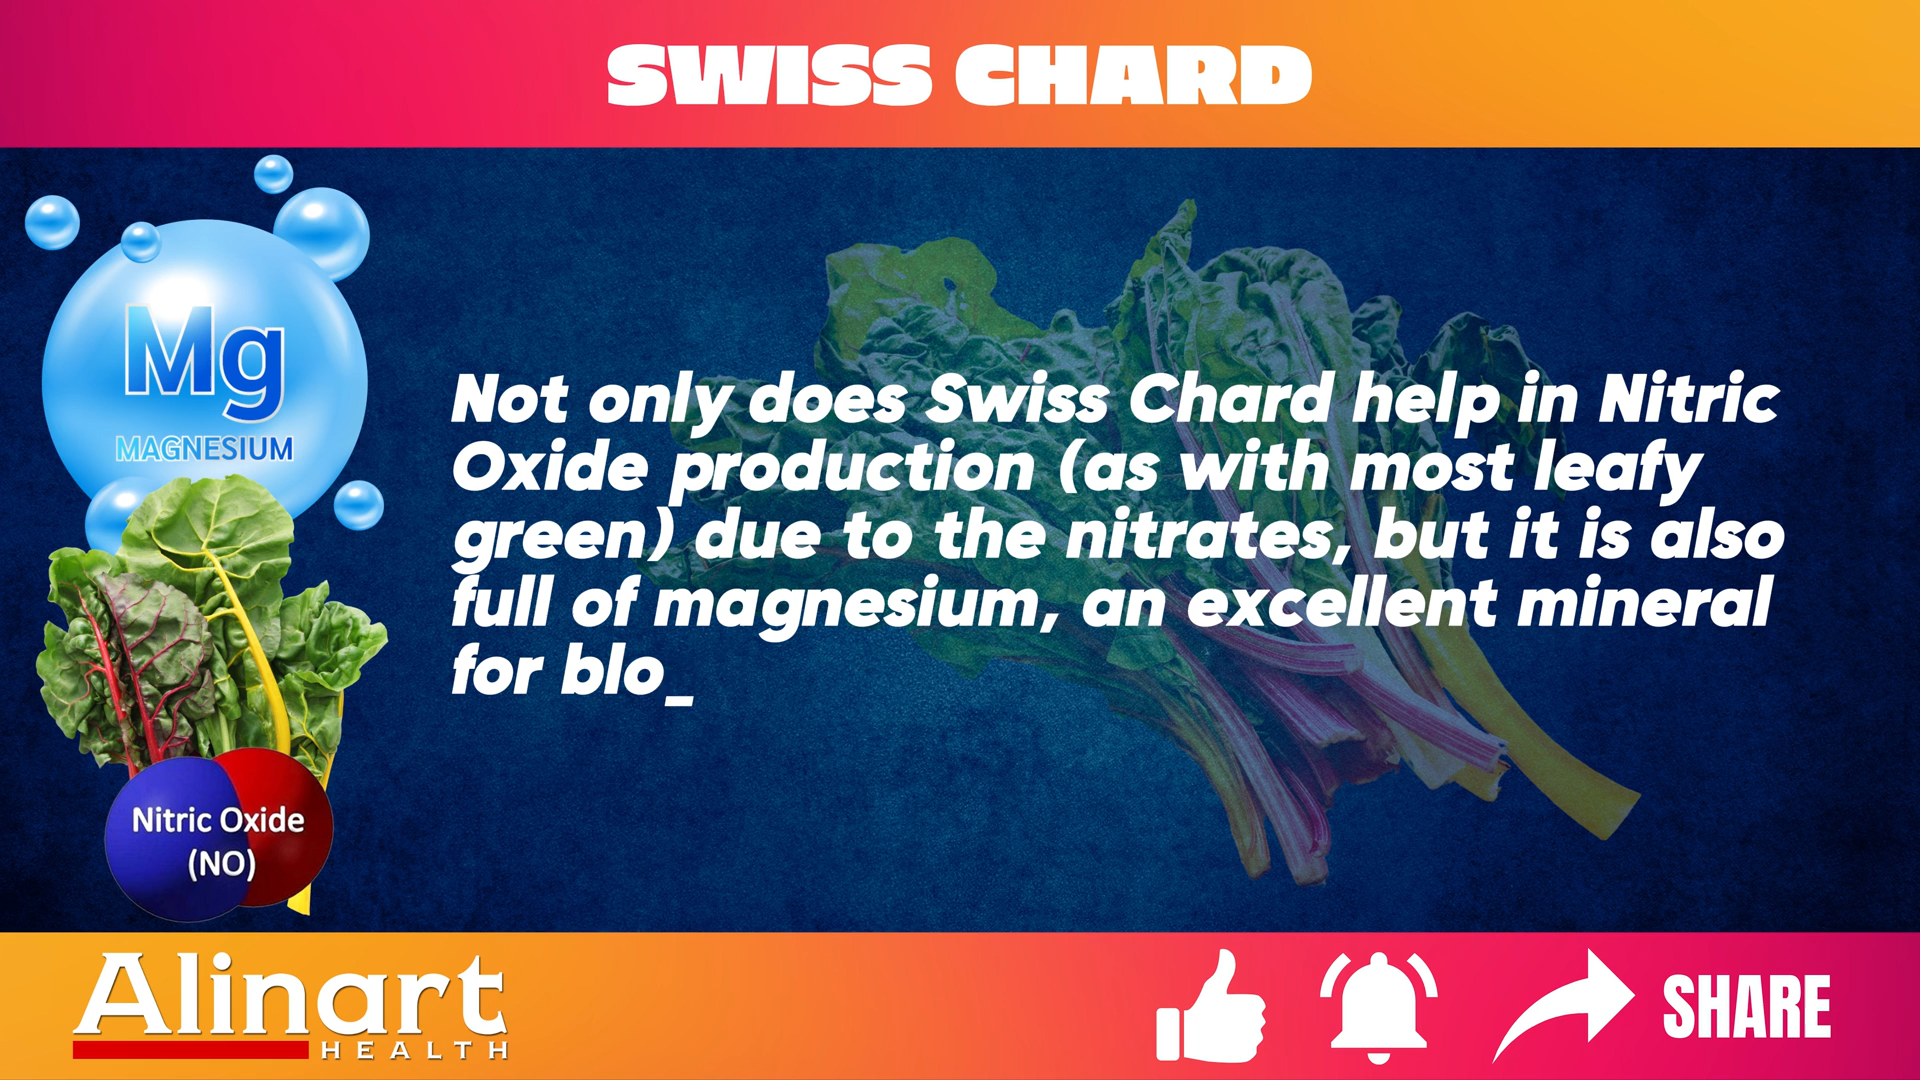 SWISS CHARD
Mg
MAGNESIUM
Not only does Swiss Chard help in Nitric
Oxide production (as with most leafy
green) due to the nitrates, but it is also
full of magnesium, an excellent mineral
for blo_
Nitric Oxide
(NO)
Alinart
HEALTH
SHARE